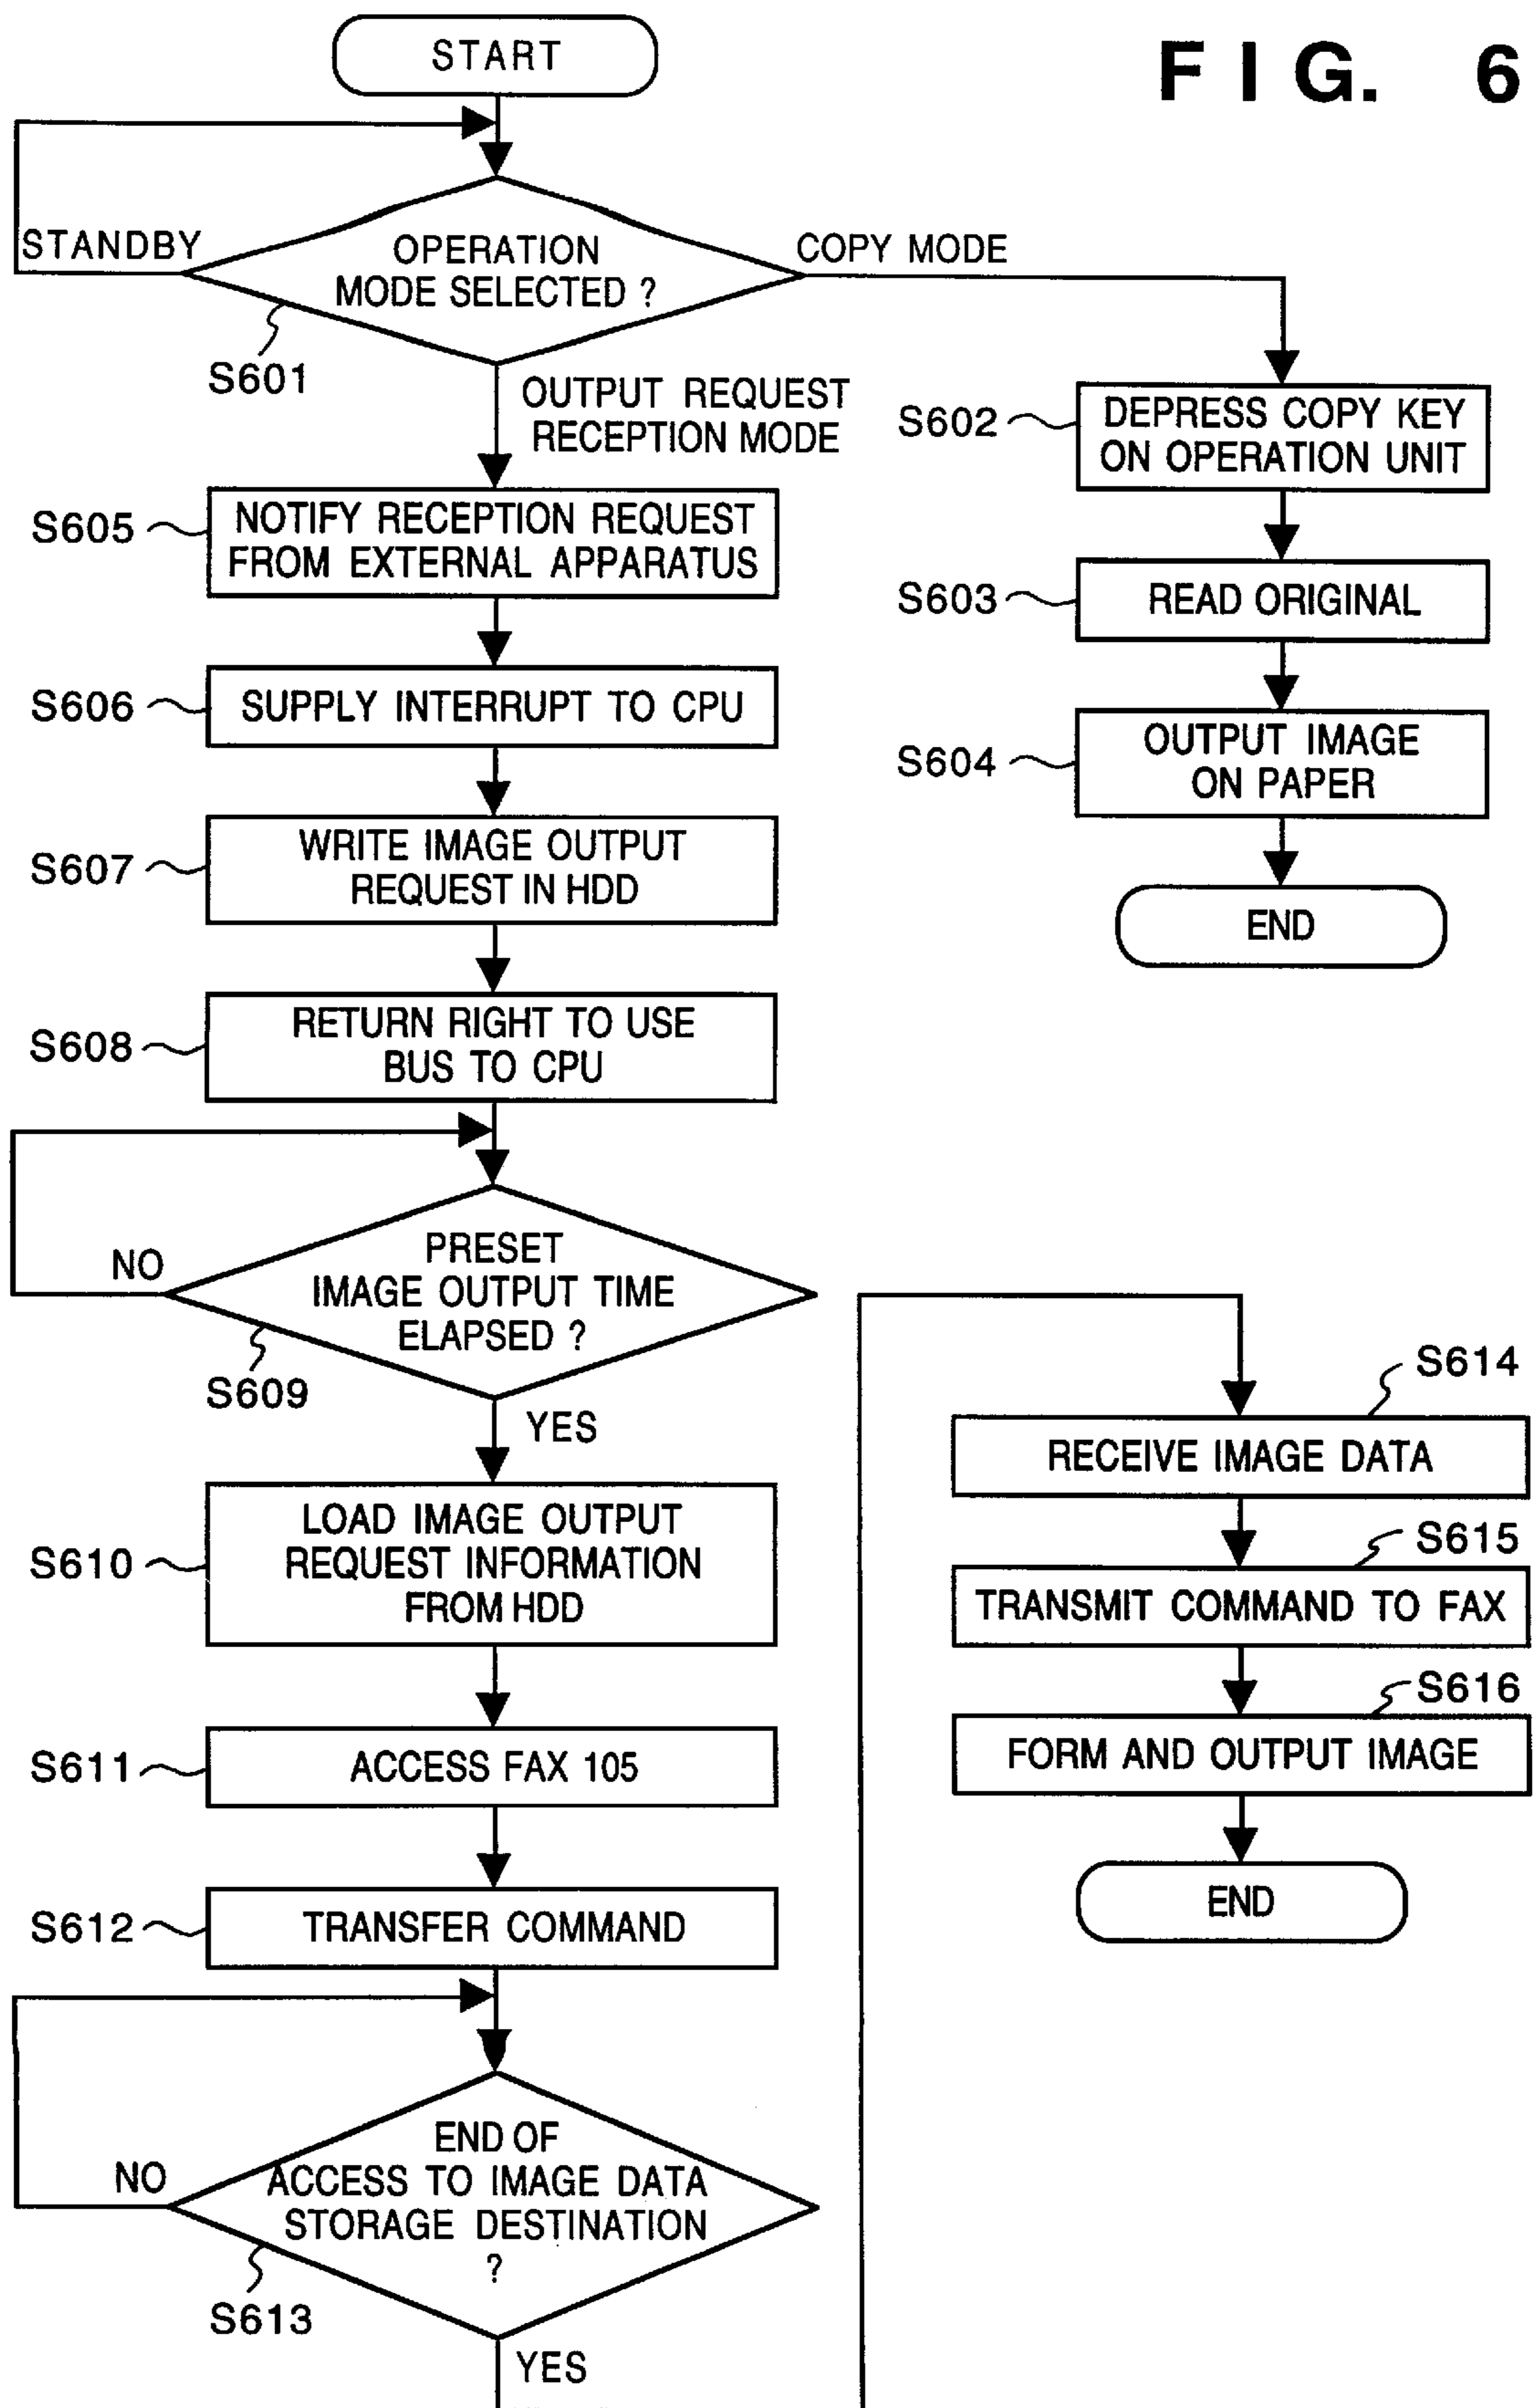 FIG. 6
START
STANDBY
OPERATION
MODE SELECTED ?
COPY MODE
S601
OUTPUT REQUEST
RECEPTION MODE
S602
DEPRESS COPY KEY
ON OPERATION UNIT
S603
READ ORIGINAL
S604
OUTPUT IMAGE
ON PAPER
END
S605
NOTIFY RECEPTION REQUEST
FROM EXTERNAL APPARATUS
S606
SUPPLY INTERRUPT TO CPU
S607
WRITE IMAGE OUTPUT
REQUEST IN HDD
S608
RETURN RIGHT TO USE
BUS TO CPU
NO
PRESET
IMAGE OUTPUT TIME
ELAPSED ?
S609
YES
S610
LOAD IMAGE OUTPUT
REQUEST INFORMATION
FROM HDD
S611
ACCESS FAX 105
S612
TRANSFER COMMAND
NO
END OF
ACCESS TO IMAGE DATA
STORAGE DESTINATION
?
S613
YES
S614
RECEIVE IMAGE DATA
S615
TRANSMIT COMMAND TO FAX
S616
FORM AND OUTPUT IMAGE
END